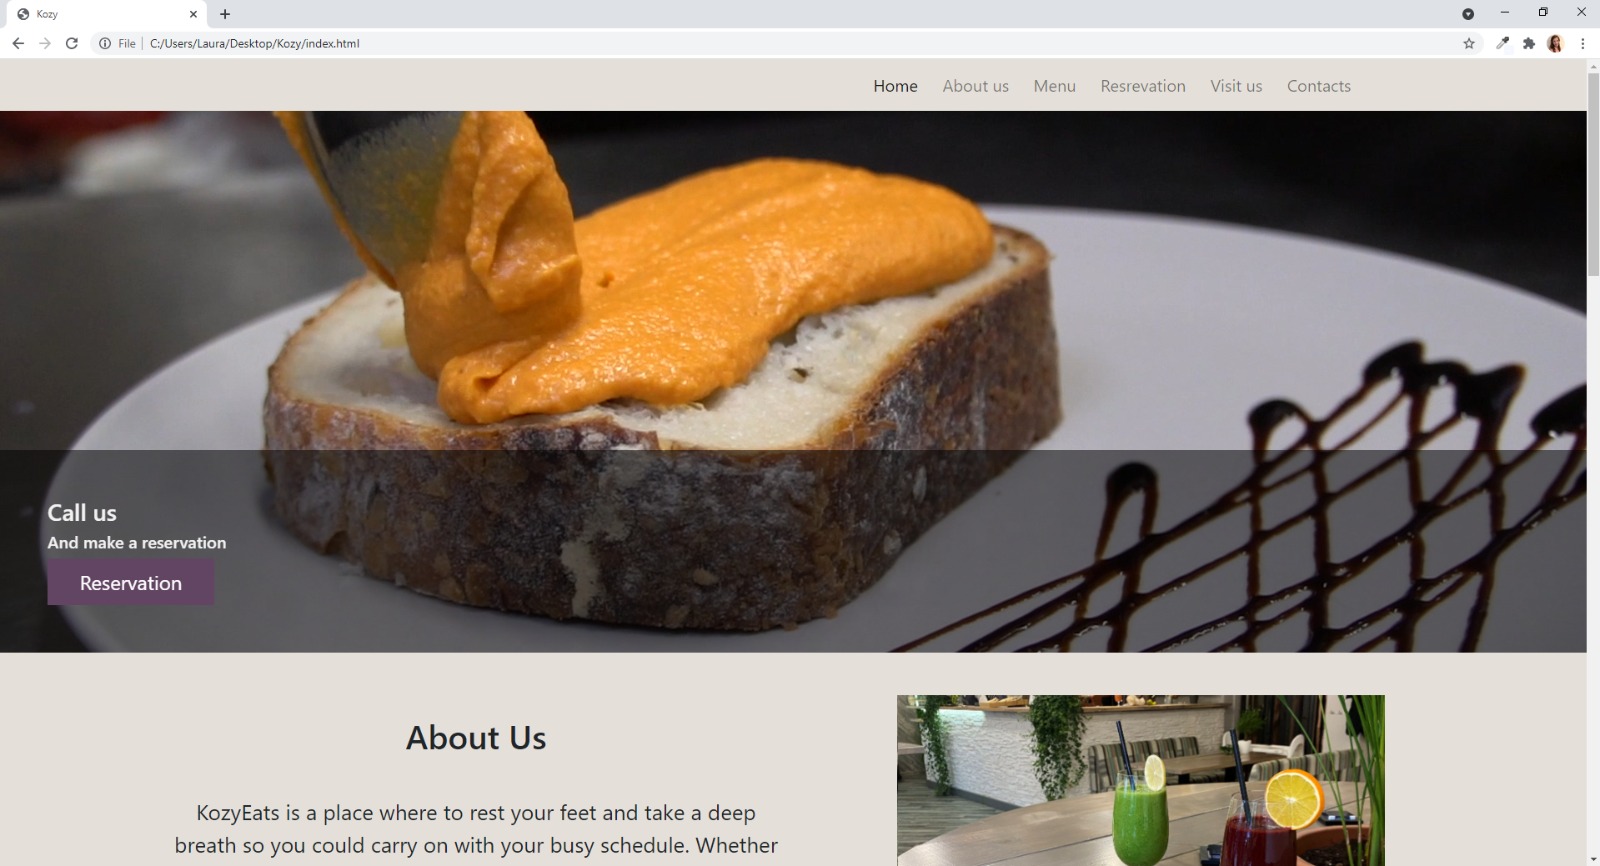 Kozy
File C:/Users/Laura/Desktop/Kozy/index.html
Home About us Menu Resrevation Visit us Contacts
Call us
And make a reservation
Reservation
About Us
KozyEats is a place where to rest your feet and take a deep
breath so you could carry on with your busy schedule. Whether